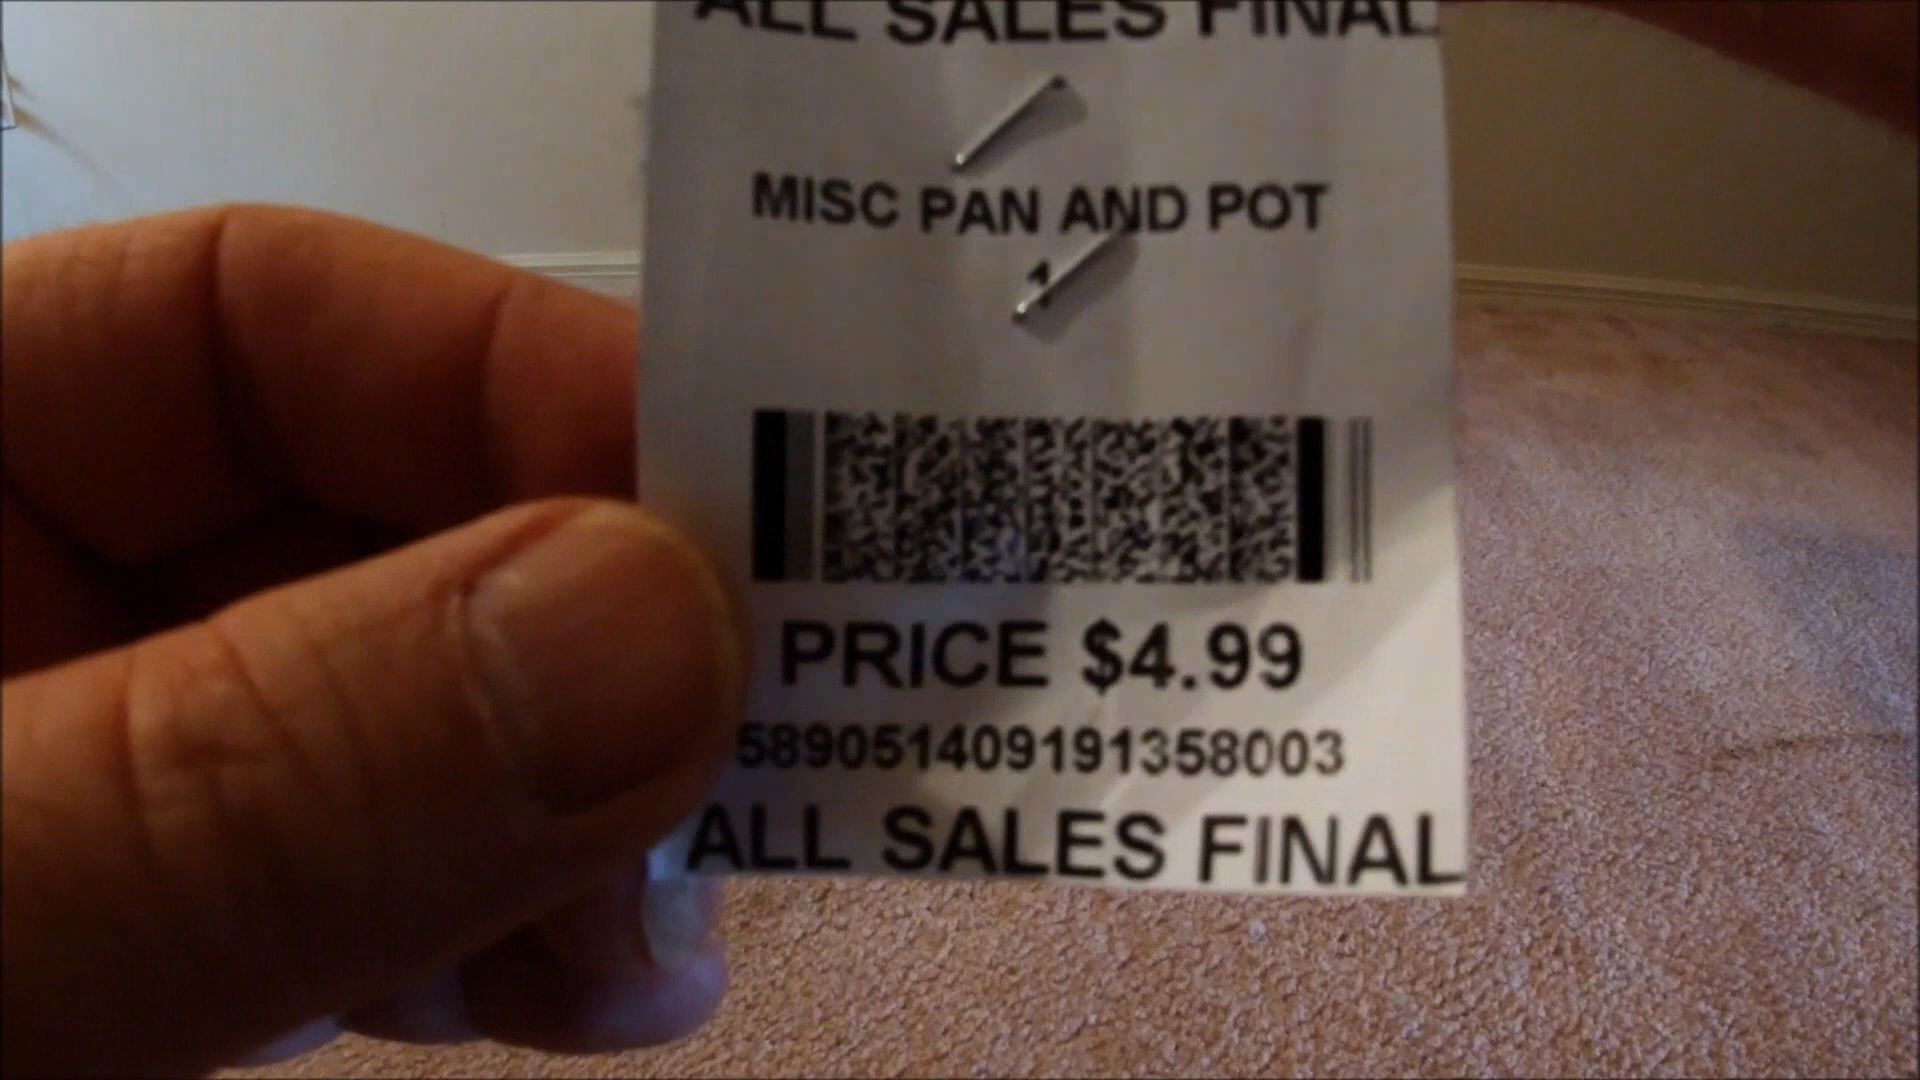 ALL SALES FINAL
MISC PAN AND POT
1
PRICE $4.99
589051409191358003
ALL SALES FINAL